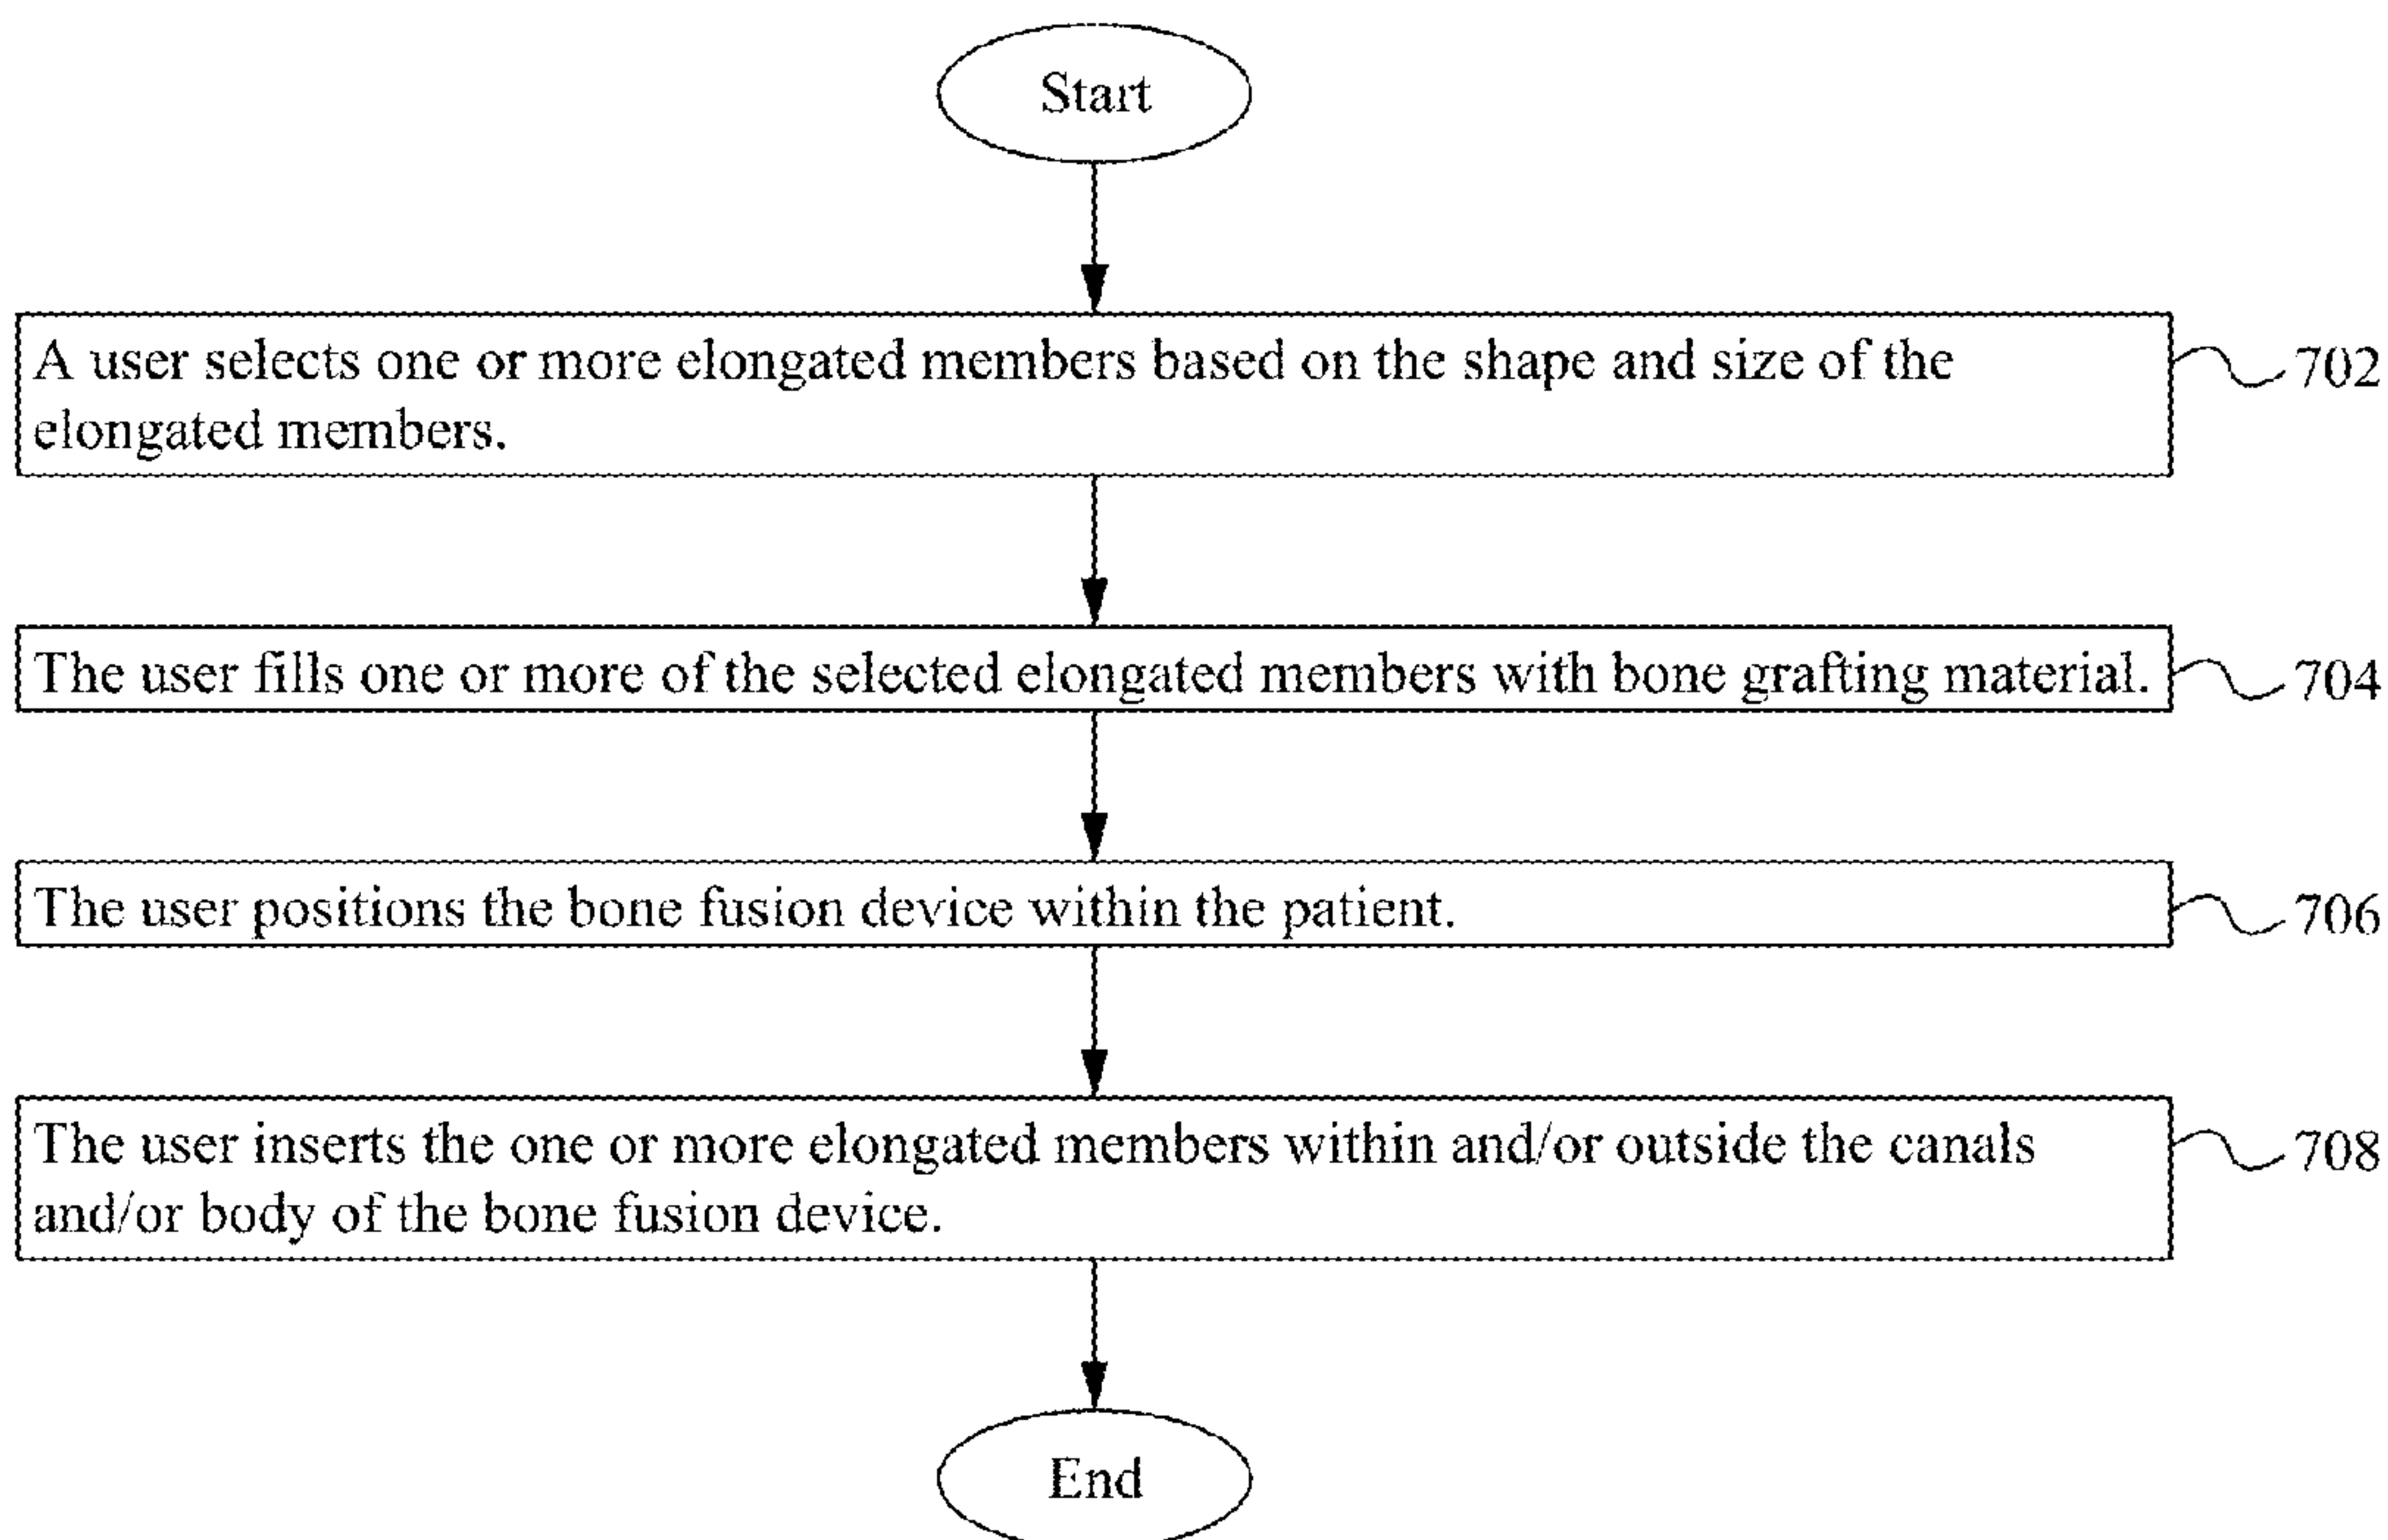 Start
A user selects one or more elongated members based on the shape and size of the
elongated members.
702
The user fills one or more of the selected elongated members with bone grafting material.
704
The user positions the bone fusion device within the patient.
706
The user inserts the one or more elongated members within and/or outside the canals
and/or body of the bone fusion device.
708
End